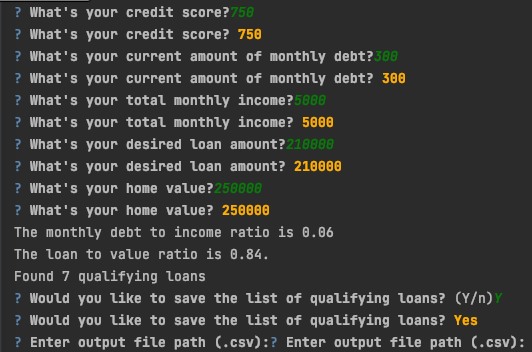 ? What's your credit score?750
? What's your credit score? 750
? What's your current amount of monthly debt?300
? What's your current amount of monthly debt? 300
? What's your total monthly income?5000
? What's your total monthly income? 5000
? What's your desired loan amount?210000
? What's your desired loan amount? 210000
? What's your home value?250000
? What's your home value? 250000
The monthly debt to income ratio is 0.06
The loan to value ratio is 0.84.
Found 7 qualifying loans
? Would you like to save the list of qualifying loans? (Y/n)Y
? Would you like to save the list of qualifying loans? Yes
? Enter output file path (.csv):? Enter output file path (.csv):